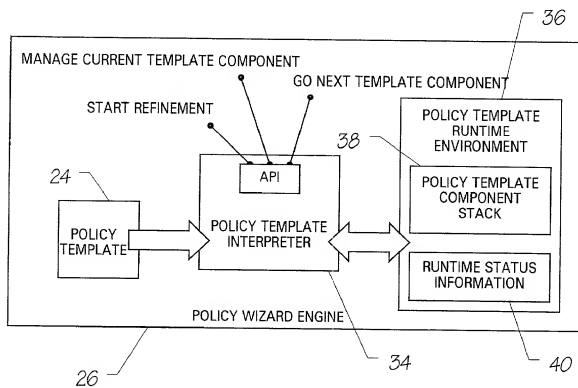 36
MANAGE CURRENT TEMPLATE COMPONENT
GO NEXT TEMPLATE COMPONENT
START REFINEMENT
POLICY TEMPLATE
RUNTIME
ENVIRONMENT
38
24
API
POLICY TEMPLATE
COMPONENT
STACK
POLICY
TEMPLATE
POLICY TEMPLATE
INTERPRETER
RUNTIME STATUS
INFORMATION
POLICY WIZARD ENGINE
26
34
40